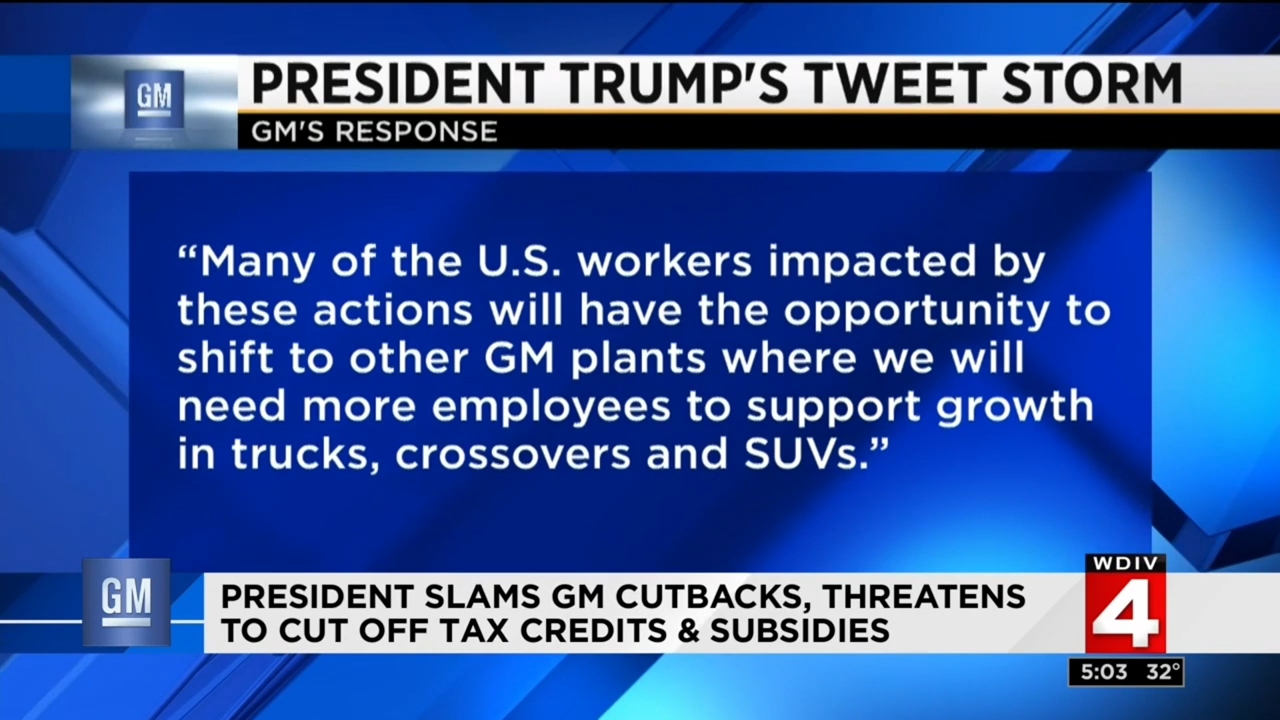 GM
PRESIDENT TRUMP'S TWEET STORM
GM'S RESPONSE
“Many of the U.S. workers impacted by
these actions will have the opportunity to
shift to other GM plants where we will
need more employees to support growth
in trucks, crossovers and SUVs.”
GM
PRESIDENT SLAMS GM CUTBACKS, THREATENS
TO CUT OFF TAX CREDITS & SUBSIDIES
WDIV
4
5:03 32°